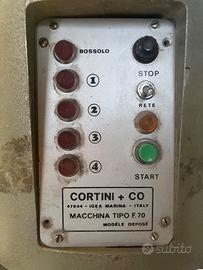 BOSSOLO
1
STOP
2
RETE
3
4
START
CORTINI + CO
47044 - IGEA MARINA - ITALY
MACCHINA TIPO F.70
MODÈLE DEPOSÉ
subito